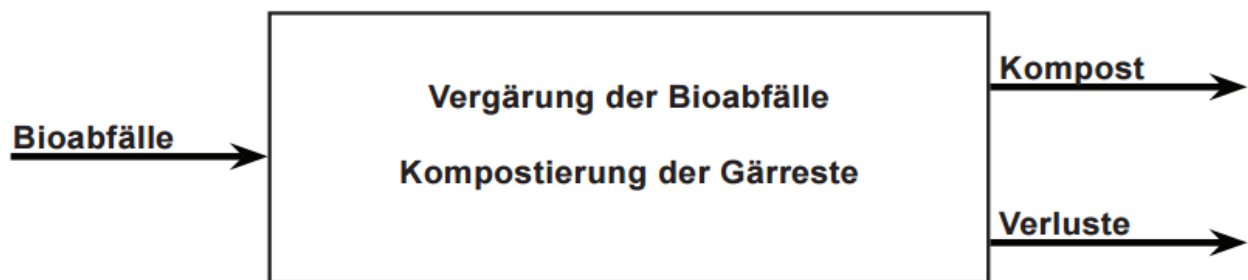 Bioabfälle
Vergärung der Bioabfälle
Kompostierung der Gärreste
Kompost
Verluste